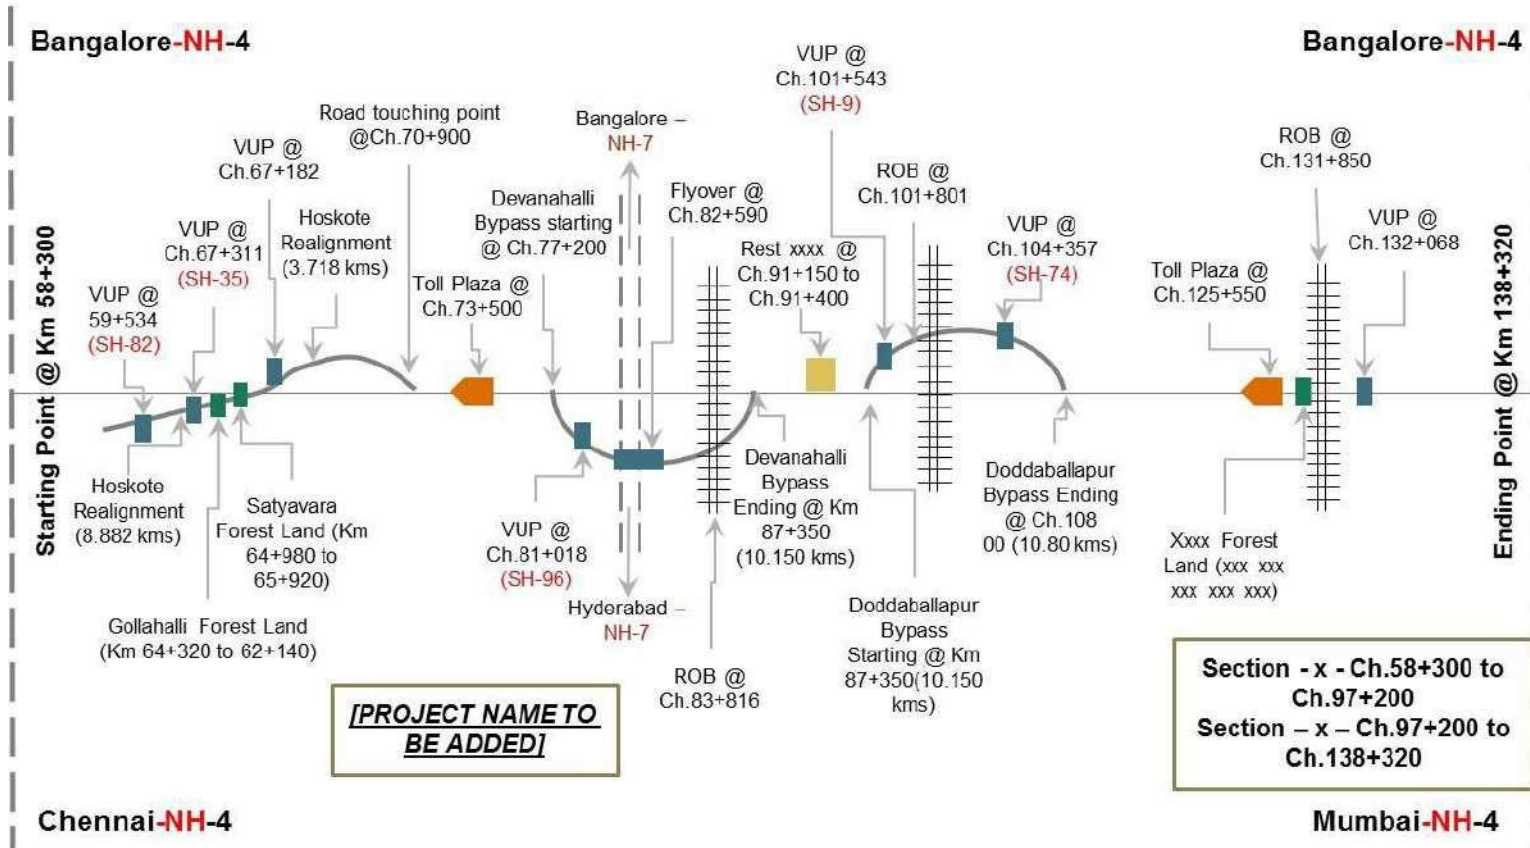 Bangalore-NH-4
Bangalore-NH-4
Starting Point @ Km 58+300
Ending Point @ Km 138+320
VUP @
59+534
(SH-82)
VUP @
Ch.67+311
(SH-35)
VUP @
Ch.67+182
Hoskote
Realignment
(3.718 kms)
Road touching point
@Ch.70+900
Toll Plaza @
Ch.73+500
Devanahalli
Bypass starting
@ Ch.77+200
Bangalore –
NH-7
Flyover @
Ch.82+590
Rest xxxx @
Ch.91+150 to
Ch.91+400
VUP @
Ch.101+543
(SH-9)
ROB @
Ch.101+801
VUP @
Ch.104+357
(SH-74)
Toll Plaza @
Ch.125+550
ROB @
Ch.131+850
VUP @
Ch.132+068
Hoskote
Realignment
(8.882 kms)
Gollahalli Forest Land
(Km 64+320 to 62+140)
Satyavara
Forest Land (Km
64+980 to
65+920)
VUP @
Ch.81+018
(SH-96)
Hyderabad –
NH-7
ROB @
Ch.83+816
Devanahalli
Bypass
Ending @ Km
87+350
(10.150 kms)
Doddaballapur
Bypass
Starting @ Km
87+350(10.150
kms)
Doddaballapur
Bypass Ending
@ Ch.108
00 (10.80 kms)
Xxxx Forest
Land (xxx xxx
xxx xxx xxx)
[PROJECT NAME TO
BE ADDED]
Section - x - Ch.58+300 to
Ch.97+200
Section – x – Ch.97+200 to
Ch.138+320
Chennai-NH-4
Mumbai-NH-4